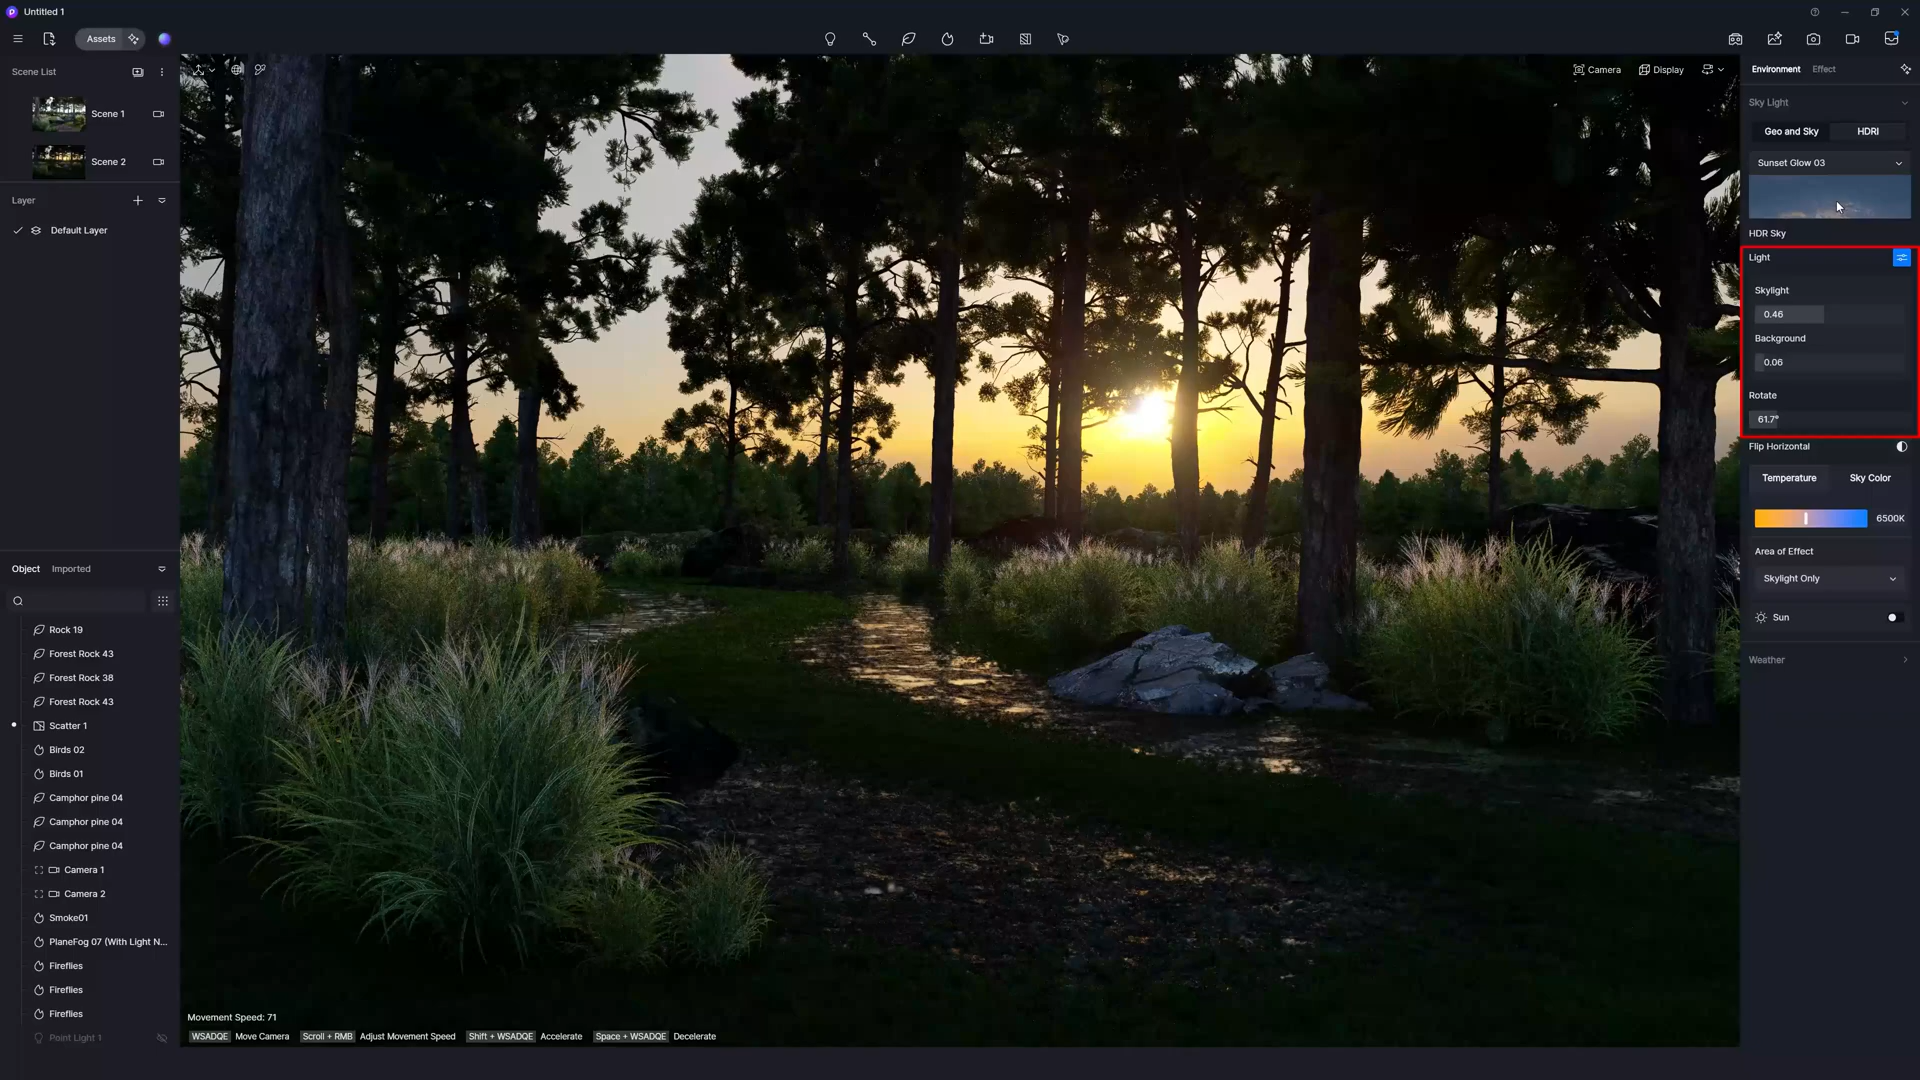 Untitled 1
Assets
Scene List
Scene 1
Scene 2
Layer
Default Layer
Object Imported
Rock 19
Forest Rock 43
Forest Rock 38
Forest Rock 43
Scatter 1
Birds 02
Birds 01
Camphor pine 04
Camphor pine 04
Camphor pine 04
Camera 1
Camera 2
Smoke01
PlaneFog 07 (With Light N...
Fireflies
Fireflies
Fireflies
Point Light 1
Camera Display
Movement Speed: 71
WSADQE Move Camera Scroll + RMB Adjust Movement Speed Shift + WSADQE Accelerate Space + WSADQE Decelerate
Environment Effect
Sky Light
Geo and Sky HDRI
Sunset Glow 03
HDR Sky
Light
Skylight
0.46
Background
0.06
Rotate
61.7°
Flip Horizontal
Temperature Sky Color
6500K
Area of Effect
Skylight Only
Sun
Weather